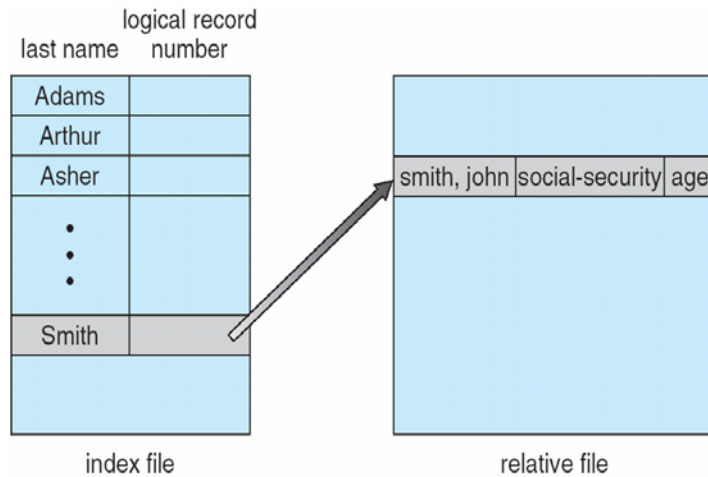 logical record
last name number
Adams
Arthur
Asher
Smith
index file
smith, john social-security age
relative file